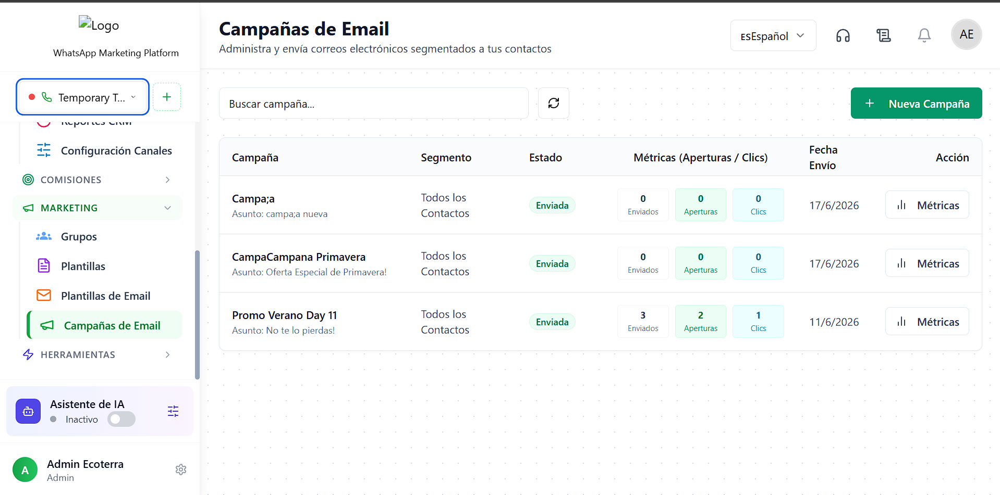 Logo
WhatsApp Marketing Platform
Temporary T...
Reportes CRM
Configuración Canales
COMISIONES
MARKETING
Grupos
Plantillas
Plantillas de Email
Campañas de Email
HERRAMIENTAS
Asistente de IA
Inactivo
A
Admin Ecoterra
Admin
Campañas de Email
Administra y envía correos electrónicos segmentados a tus contactos
ESEspañol
AE
Buscar campaña...
Nueva Campaña
Campaña Segmento Estado Métricas (Aperturas / Clics) Fecha Envío Acción
Campa;a
Asunto: campa;a nueva
Todos los
Contactos
Enviada
0 Enviados
0 Aperturas
0 Clics
17/6/2026
Métricas
CampaCampana Primavera
Asunto: Oferta Especial de Primavera!
Todos los
Contactos
Enviada
0 Enviados
0 Aperturas
0 Clics
17/6/2026
Métricas
Promo Verano Day 11
Asunto: No te lo pierdas!
Todos los
Contactos
Enviada
3 Enviados
2 Aperturas
1 Clics
11/6/2026
Métricas